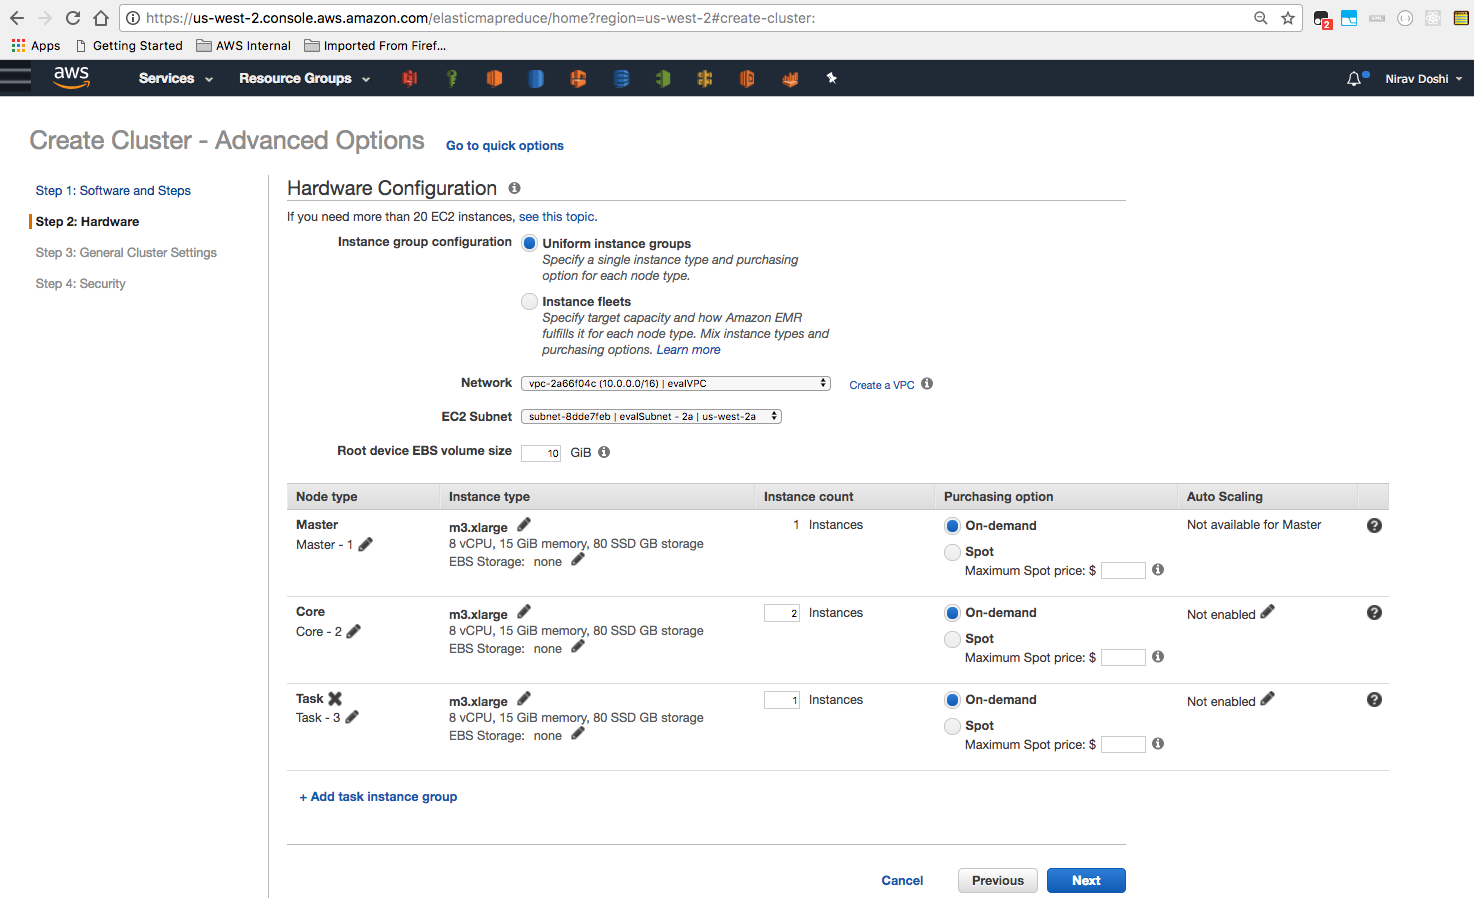 https://us-west-2.console.aws.amazon.com/elasticmapreduce/home?region=us-west-2#create-cluster:
2
Apps Getting Started AWS Internal Imported From Firef...
aws Services Resource Groups Nirav Doshi
Create Cluster - Advanced Options Go to quick options
Step 1: Software and Steps
Step 2: Hardware
Step 3: General Cluster Settings
Step 4: Security
Hardware Configuration
If you need more than 20 EC2 instances, see this topic.
Instance group configuration Uniform instance groups
Specify a single instance type and purchasing
option for each node type.
Instance fleets
Specify target capacity and how Amazon EMR
fulfills it for each node type. Mix instance types and
purchasing options. Learn more
Network vpc-2a66f04c (10.0.0.0/16) | evalVPC Create a VPC
EC2 Subnet subnet-8dde7feb | evalSubnet - 2a | us-west-2a
Root device EBS volume size 10 GiB
Node type Instance type Instance count Purchasing option Auto Scaling
Master m3.xlarge 1 Instances On-demand Not available for Master
Master - 1 8 vCPU, 15 GiB memory, 80 SSD GB storage Spot
EBS Storage: none Maximum Spot price: $
Core m3.xlarge 2 Instances On-demand Not enabled
Core - 2 8 vCPU, 15 GiB memory, 80 SSD GB storage Spot
EBS Storage: none Maximum Spot price: $
Task m3.xlarge 1 Instances On-demand Not enabled
Task - 3 8 vCPU, 15 GiB memory, 80 SSD GB storage Spot
EBS Storage: none Maximum Spot price: $
+ Add task instance group
Cancel Previous Next